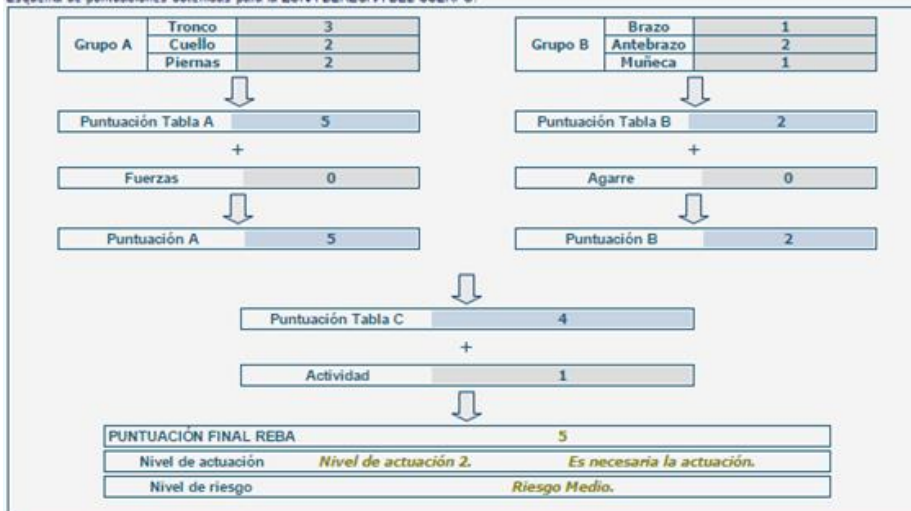 Grupo A
Tronco 3
Cuello 2
Piernas 2
Grupo B
Brazo 1
Antebrazo 2
Muñeca 1
Puntuación Tabla A 5
Puntuación Tabla B 2
+
+
Fuerzas 0
Agarre 0
Puntuación A 5
Puntuación B 2
Puntuación Tabla C 4
+
Actividad 1
PUNTUACIÓN FINAL REBA 5
Nivel de actuación Nivel de actuación 2. Es necesaria la actuación.
Nivel de riesgo Riesgo Medio.